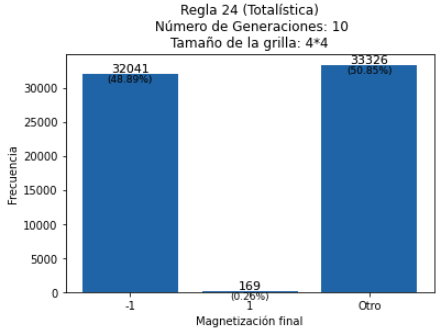 Regla 24 (Totalística)
Número de Generaciones: 10
Tamaño de la grilla: 4*4
Frecuencia
30000
25000
20000
15000
10000
5000
0
32041
(48.89%)
169
(0.26%)
33326
(50.85%)
-1
1
Otro
Magnetización final